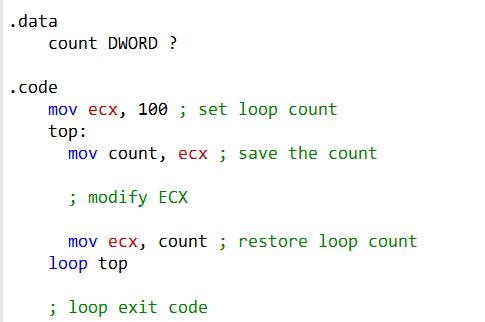 .data
count DWORD ?
.code
mov ecx, 100 ; set loop count
top:
mov count, ecx ; save the count
; modify ECX
mov ecx, count ; restore loop count
loop top
; loop exit code